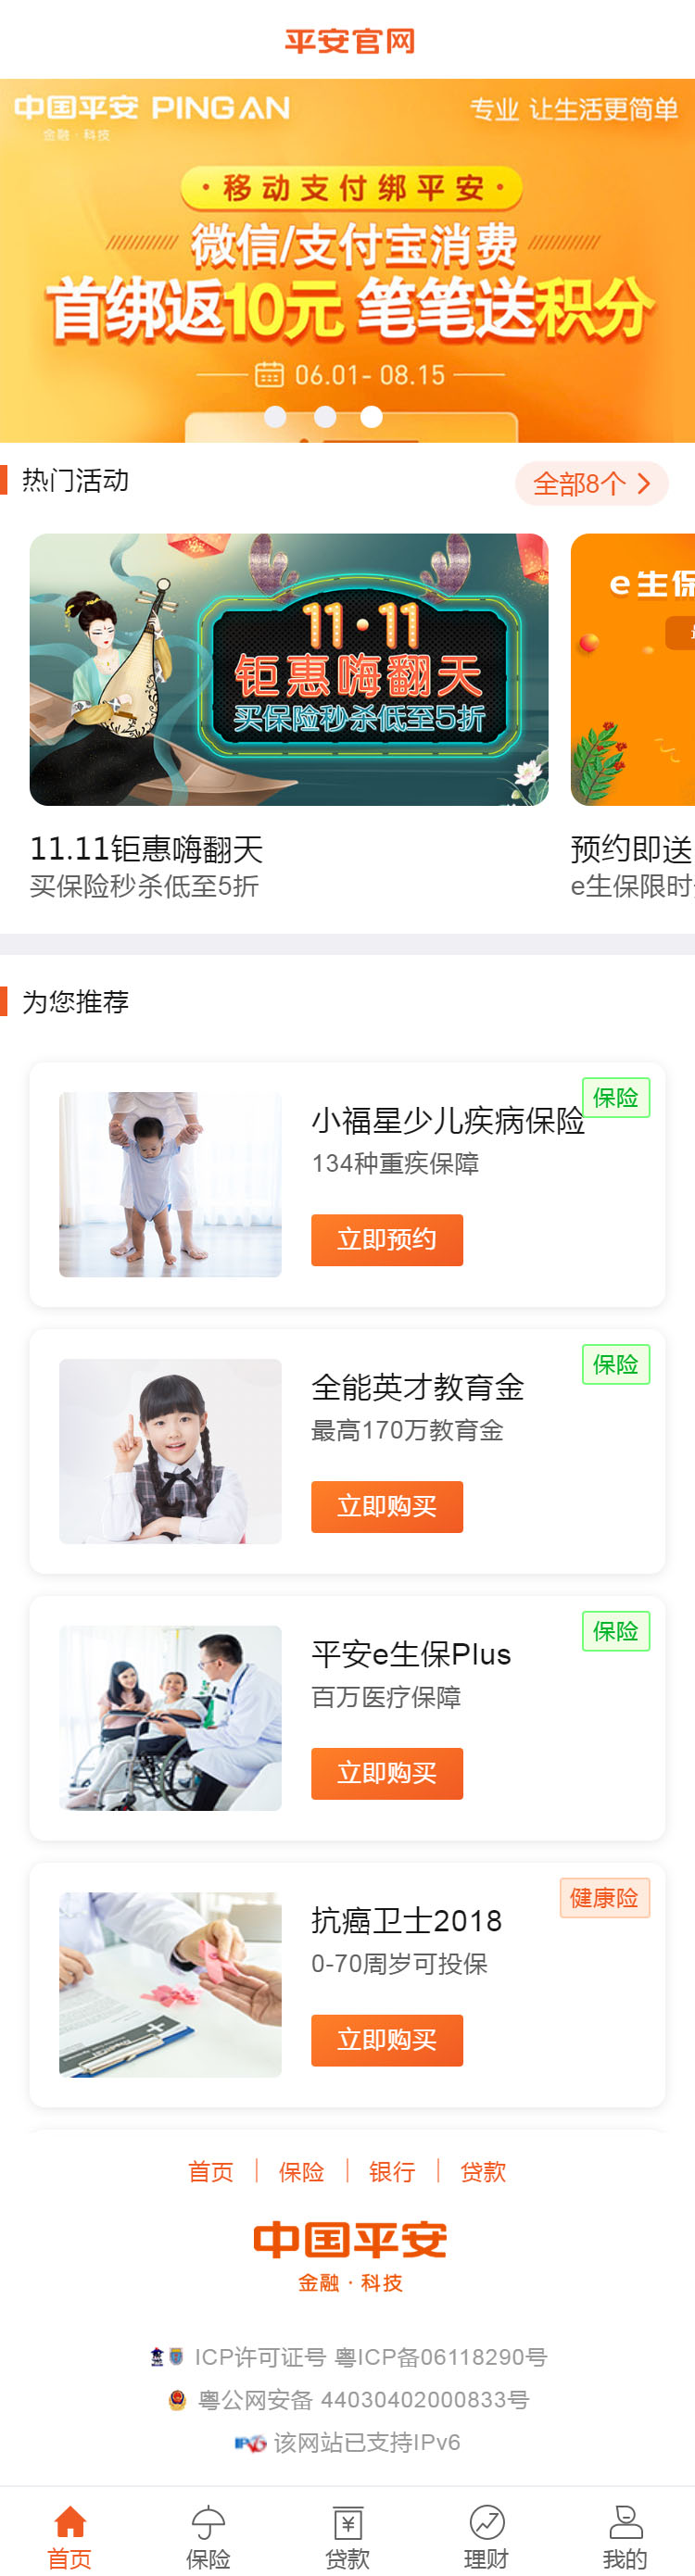 平安官网
中国平安 PING AN
专业 让生活更简单
金融·科技
·移动支付绑平安·
微信/支付宝消费
首绑返10元 笔笔送积分
06.01- 08.15
热门活动
全部8个
11·11
钜惠嗨翻天
买保险秒杀低至5折
e生保
11.11钜惠嗨翻天
买保险秒杀低至5折
预约即送
e生保限时
为您推荐
小福星少儿疾病保险
保险
134种重疾保障
立即预约
全能英才教育金
保险
最高170万教育金
立即购买
平安e生保Plus
保险
百万医疗保障
立即购买
抗癌卫士2018
健康险
0-70周岁可投保
立即购买
首页 | 保险 | 银行 | 贷款
中国平安
金融·科技
ICP许可证号 粤ICP备06118290号
粤公网安备 44030402000833号
IPV6 该网站已支持IPv6
首页 保险 贷款 理财 我的